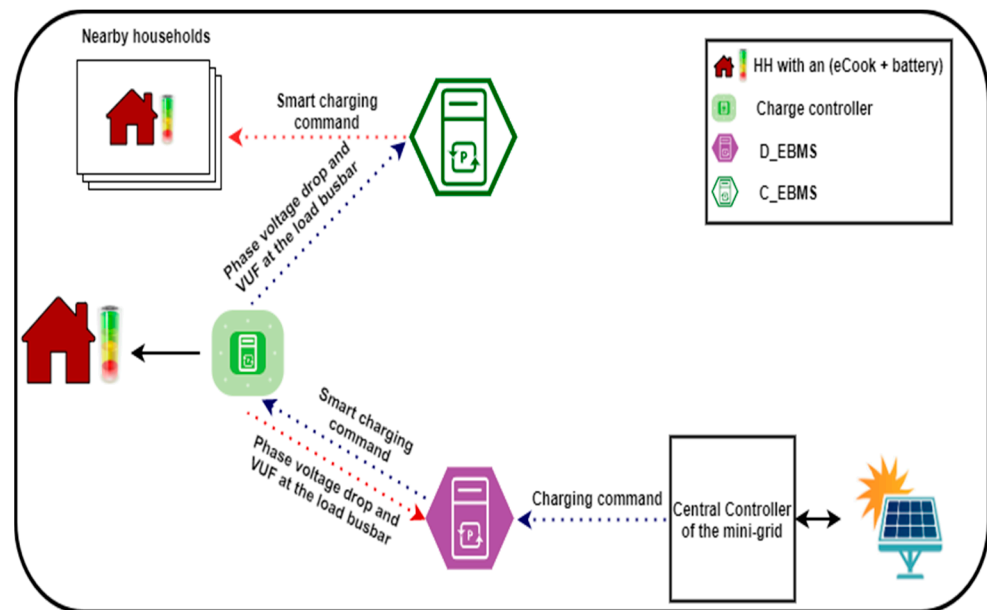 Nearby households
Smart charging
command
Phase voltage drop and
VUF at the load busbar
P
HH with an (eCook + battery)
Charge controller
D_EBMS
C_EBMS
Smart charging
command
Phase voltage drop and
VUF at the load busbar
P
Charging command
Central Controller
of the mini-grid